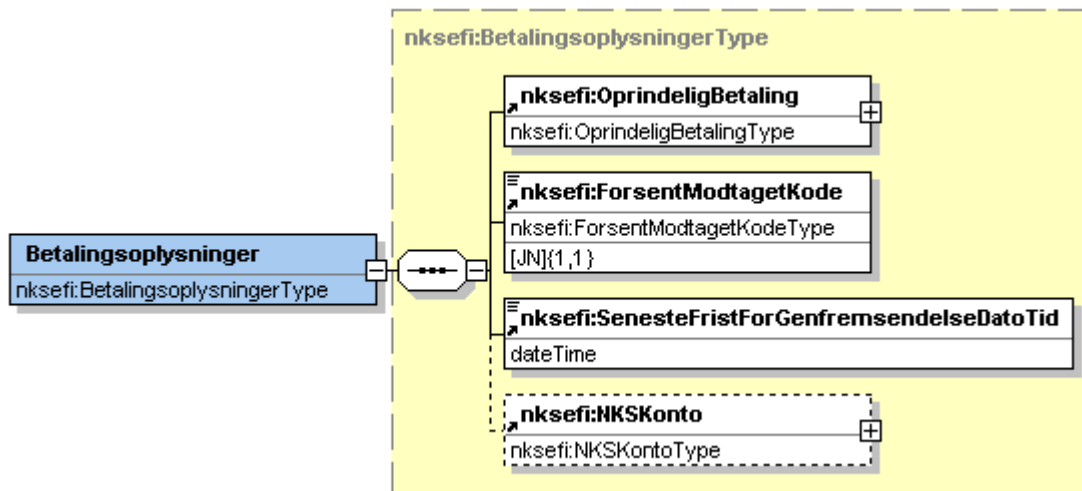 nksefi:BetalingsoplysningerType
nksefi:OprindeligBetaling
nksefi:OprindeligBetalingType
nksefi:ForsentModtagetKode
nksefi:ForsentModtagetKodeType
[JN]{1,1}
Betalingsoplysninger
nksefi:BetalingsoplysningerType
nksefi:SenesteFristForGenfremsendelseDatoTid
dateTime
nksefi:NKSKonto
nksefi:NKSKontoType